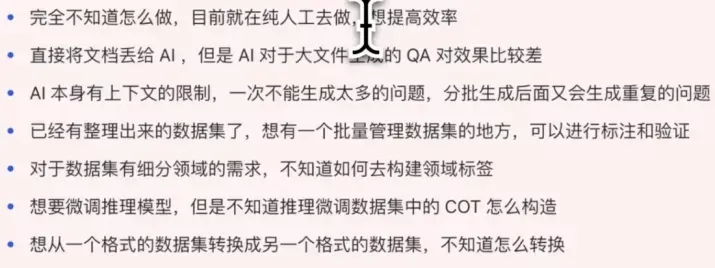 • 完全不知道怎么做，目前就在纯人工去做，想提高效率
• 直接将文档丢给 AI ，但是 AI 对于大文件生成的 QA 对效果比较差
• AI 本身有上下文的限制，一次不能生成太多的问题，分批生成后面又会生成重复的问题
• 已经有整理出来的数据集了，想有一个批量管理数据集的地方，可以进行标注和验证
• 对于数据集有细分领域的需求，不知道如何去构建领域标签
• 想要微调推理模型，但是不知道推理微调数据集中的 COT 怎么构造
• 想从一个格式的数据集转换成另一个格式的数据集，不知道怎么转换